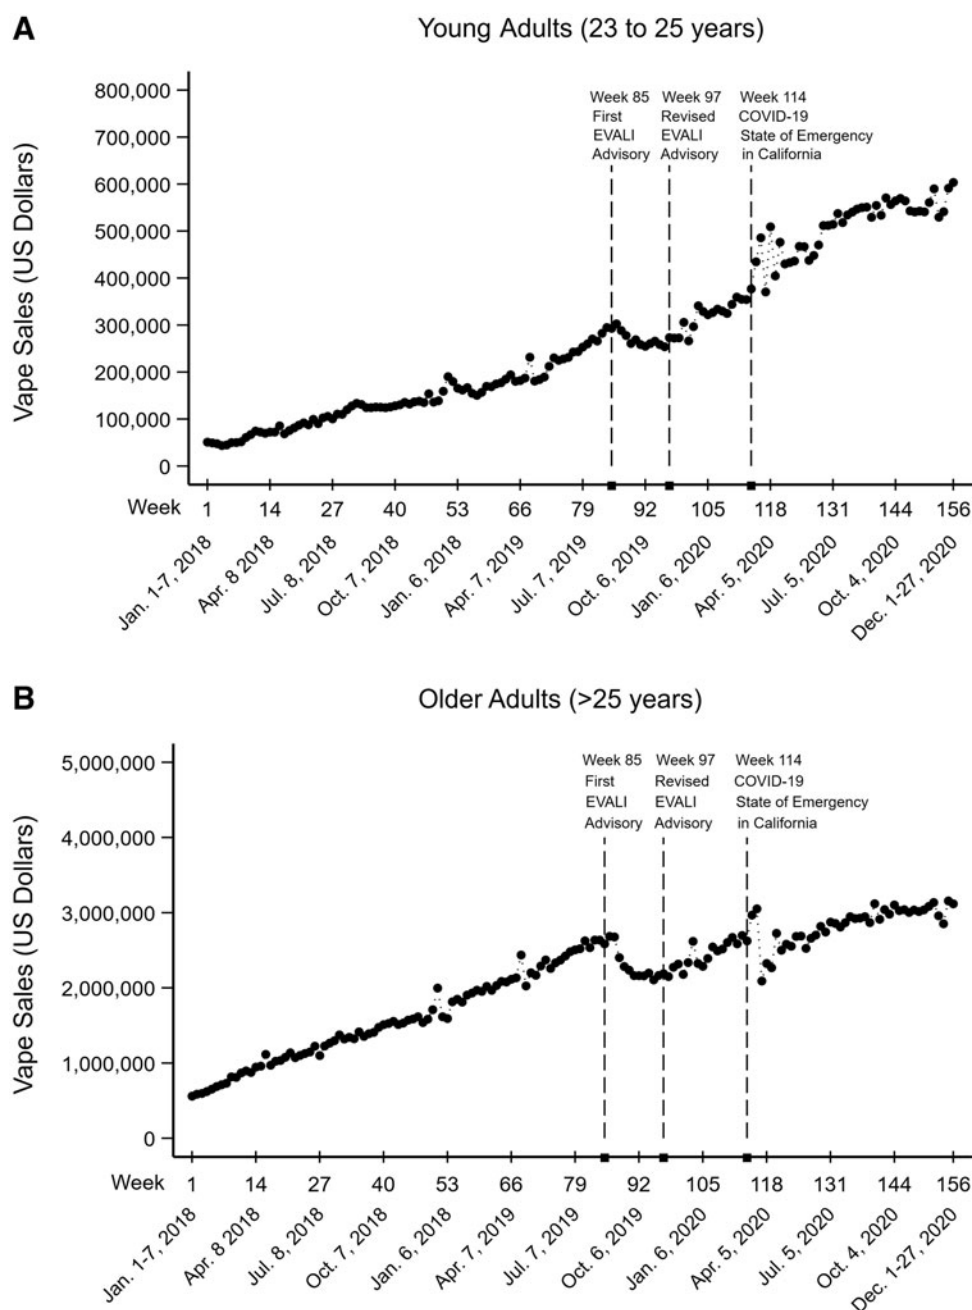 A
Young Adults (23 to 25 years)
Vape Sales (US Dollars)
800,000
700,000
600,000
500,000
400,000
300,000
200,000
100,000
0
Week 85
First
EVALI
Advisory
Week 97
Revised
EVALI
Advisory
Week 114
COVID-19
State of Emergency
in California
Week
1 14 27 40 53 66 79 92 105 118 131 144 156
Jan. 1-7, 2018
Apr. 8 2018
Jul. 8, 2018
Oct. 7, 2018
Jan. 6, 2018
Apr. 7, 2019
Jul. 7, 2019
Oct. 6, 2019
Jan. 6, 2020
Apr. 5, 2020
Jul. 5, 2020
Oct. 4, 2020
Dec. 1-27, 2020
B
Older Adults (>25 years)
Vape Sales (US Dollars)
5,000,000
4,000,000
3,000,000
2,000,000
1,000,000
0
Week 85
First
EVALI
Advisory
Week 97
Revised
EVALI
Advisory
Week 114
COVID-19
State of Emergency
in California
Week
1 14 27 40 53 66 79 92 105 118 131 144 156
Jan. 1-7, 2018
Apr. 8 2018
Jul. 8, 2018
Oct. 7, 2018
Jan. 6, 2018
Apr. 7, 2019
Jul. 7, 2019
Oct. 6, 2019
Jan. 6, 2020
Apr. 5, 2020
Jul. 5, 2020
Oct. 4, 2020
Dec. 1-27, 2020